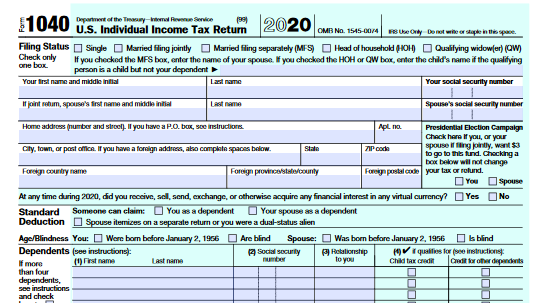 Form 1040 Department of the Treasury—Internal Revenue Service (99)
U.S. Individual Income Tax Return 2020 OMB No. 1545-0074 IRS Use Only—Do not write or staple in this space.
Filing Status Single Married filing jointly Married filing separately (MFS) Head of household (HOH) Qualifying widow(er) (QW)
Check only one box.
If you checked the MFS box, enter the name of your spouse. If you checked the HOH or QW box, enter the child's name if the qualifying
person is a child but not your dependent ▶
Your first name and middle initial Last name Your social security number
If joint return, spouse's first name and middle initial Last name Spouse's social security number
Home address (number and street). If you have a P.O. box, see instructions. Apt. no.
City, town, or post office. If you have a foreign address, also complete spaces below. State ZIP code
Foreign country name Foreign province/state/county Foreign postal code
Presidential Election Campaign
Check here if you, or your
spouse if filing jointly, want $3
to go to this fund. Checking a
box below will not change
your tax or refund.
You Spouse
At any time during 2020, did you receive, sell, send, exchange, or otherwise acquire any financial interest in any virtual currency? Yes No
Standard
Deduction
Someone can claim: You as a dependent Your spouse as a dependent
Spouse itemizes on a separate return or you were a dual-status alien
Age/Blindness You: Were born before January 2, 1956 Are blind Spouse: Was born before January 2, 1956 Is blind
Dependents (see instructions): (2) Social security number (3) Relationship to you (4) ✔ if qualifies for (see instructions):
(1) First name Last name Child tax credit Credit for other dependents
If more
than four
dependents,
see instructions
and check